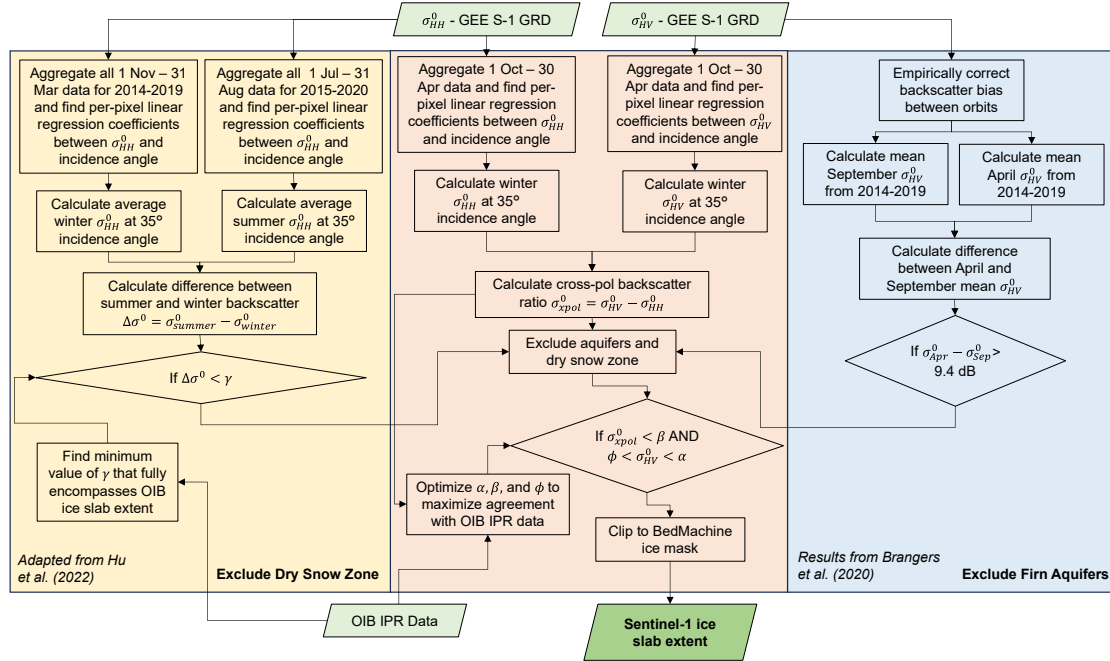 σ⁰HH - GEE S-1 GRD
σ⁰HV - GEE S-1 GRD
Aggregate all 1 Nov – 31
Mar data for 2014-2019
and find per-pixel linear
regression coefficients
between σ⁰HH and
incidence angle
Aggregate all 1 Jul – 31
Aug data for 2015-2020
and find per-pixel linear
regression coefficients
between σ⁰HH and
incidence angle
Calculate average
winter σ⁰HH at 35°
incidence angle
Calculate average
summer σ⁰HH at 35°
incidence angle
Calculate difference between
summer and winter backscatter
Δσ⁰ = σ⁰summer − σ⁰winter
If Δσ⁰ < γ
Find minimum
value of γ that fully
encompasses OIB
ice slab extent
Adapted from Hu
et al. (2022)
Exclude Dry Snow Zone
Aggregate 1 Oct - 30
Apr data and find per-
pixel linear regression
coefficients between σ⁰HH
and incidence angle
Aggregate 1 Oct - 30
Apr data and find per-
pixel linear regression
coefficients between σ⁰HV
and incidence angle
Calculate winter
σ⁰HH at 35°
incidence angle
Calculate winter
σ⁰HV at 35°
incidence angle
Calculate cross-pol backscatter
ratio σ⁰xpol = σ⁰HV − σ⁰HH
Exclude aquifers and
dry snow zone
If σ⁰xpol < β AND
ϕ < σ⁰HV < α
Optimize α, β, and ϕ to
maximize agreement
with OIB IPR data
Clip to BedMachine
ice mask
Empirically correct
backscatter bias
between orbits
Calculate mean
September σ⁰HV
from 2014-2019
Calculate mean
April σ⁰HV from
2014-2019
Calculate difference
between April and
September mean σ⁰HV
If σ⁰Apr − σ⁰Sep >
9.4 dB
Results from Brangers
et al. (2020)
Exclude Firn Aquifers
OIB IPR Data
Sentinel-1 ice
slab extent